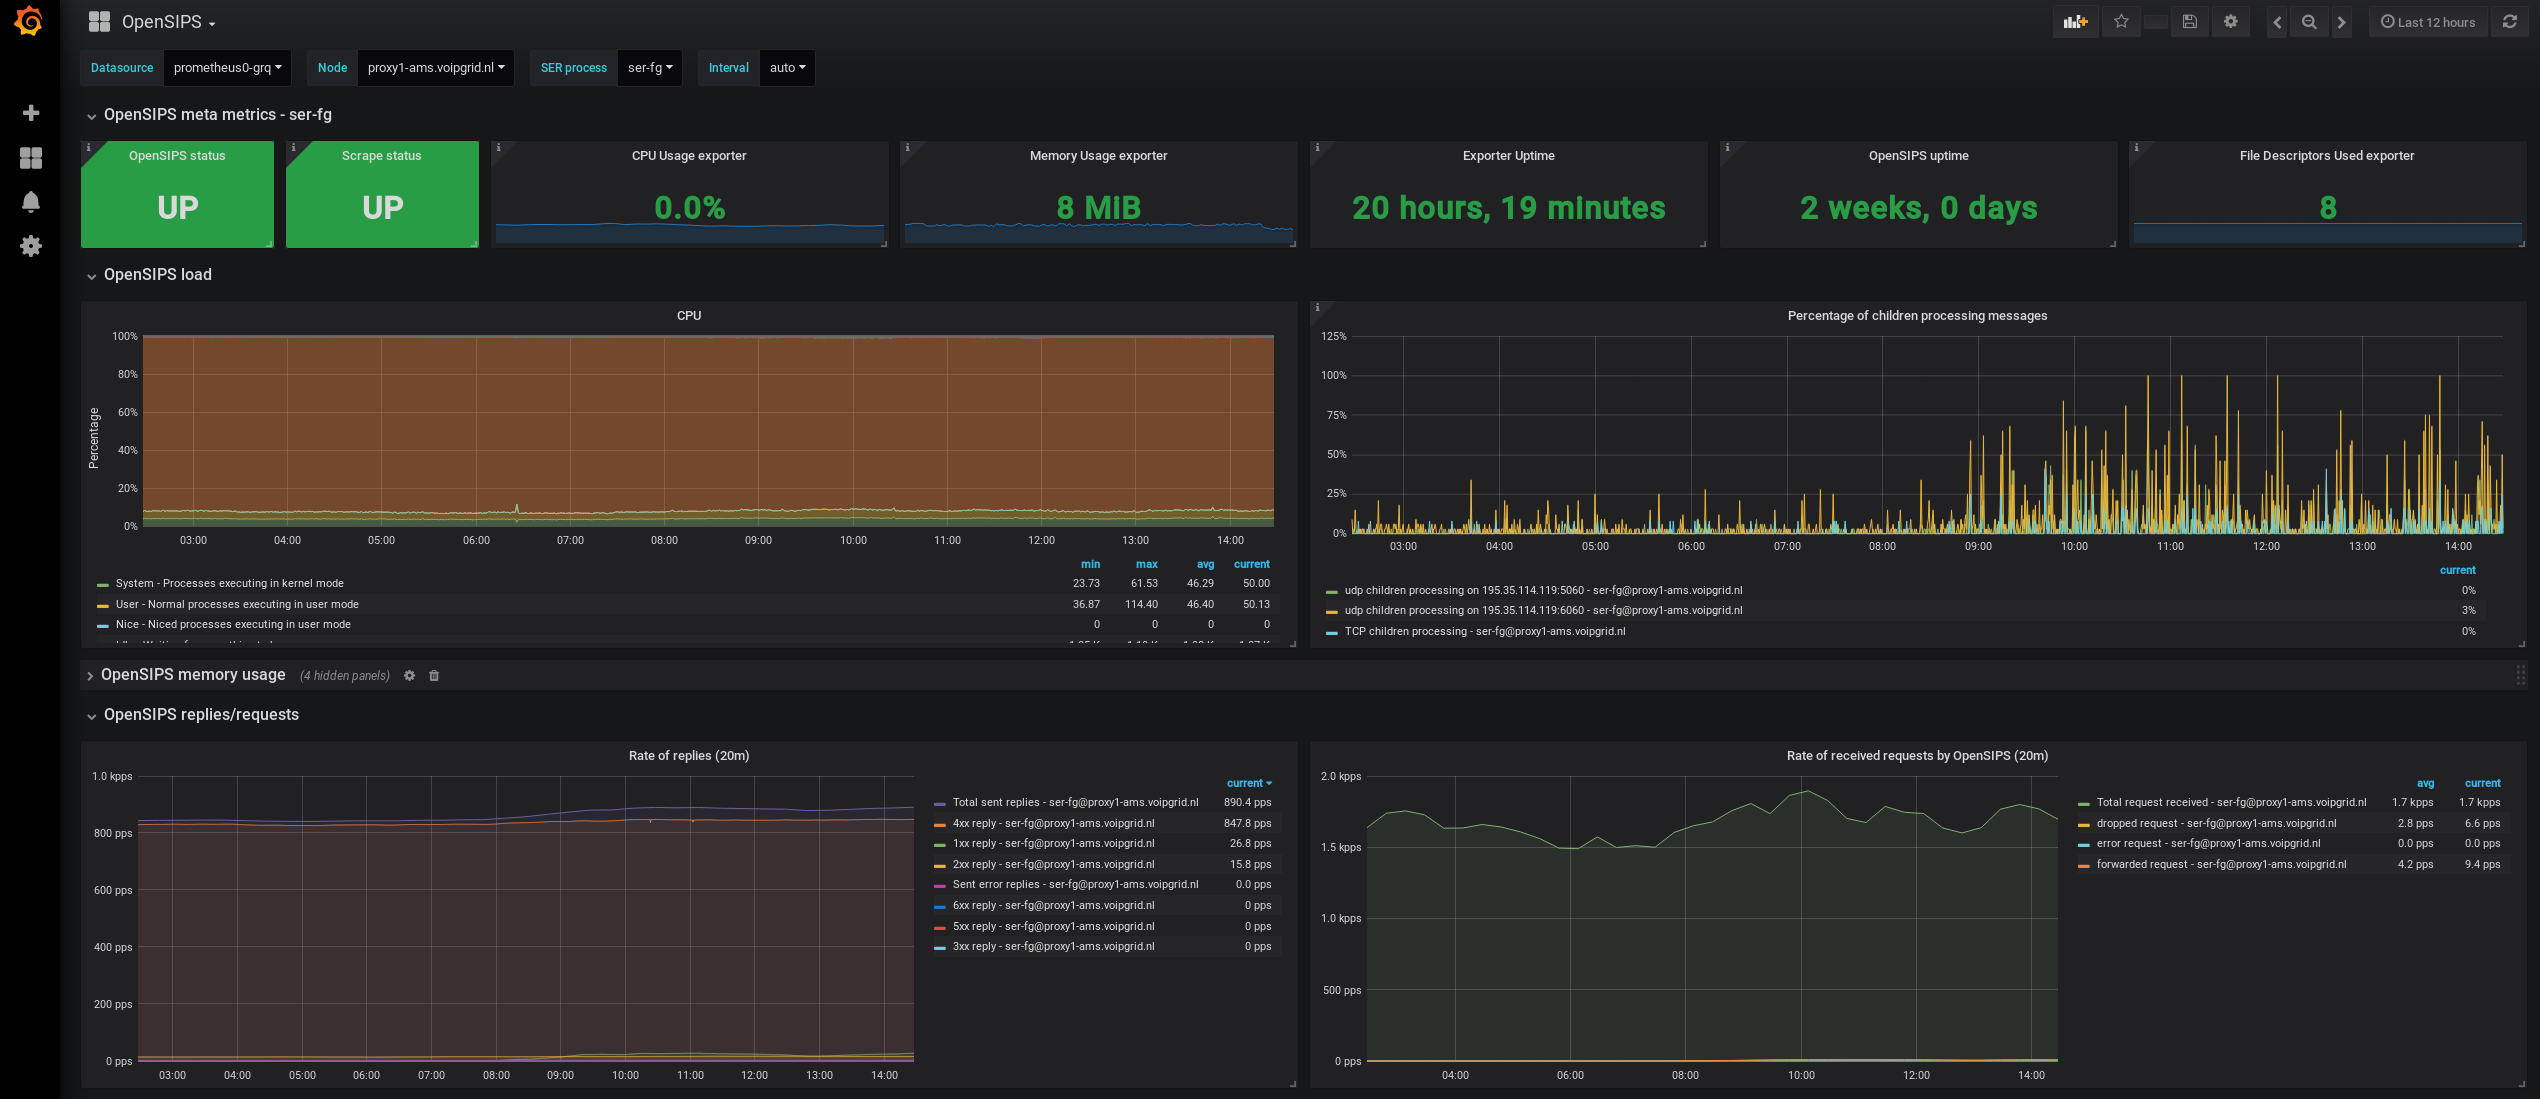 OpenSIPS
Last 12 hours
Datasource prometheus0-grq Node proxy1-ams.voipgrid.nl SER process ser-fg Interval auto
OpenSIPS meta metrics - ser-fg
OpenSIPS status
UP
Scrape status
UP
CPU Usage exporter
0.0%
Memory Usage exporter
8 MiB
Exporter Uptime
20 hours, 19 minutes
OpenSIPS uptime
2 weeks, 0 days
File Descriptors Used exporter
8
OpenSIPS load
CPU
Percentage
100%
80%
60%
40%
20%
0%
03:00 04:00 05:00 06:00 07:00 08:00 09:00 10:00 11:00 12:00 13:00 14:00
min max avg current
System - Processes executing in kernel mode 23.73 61.53 46.29 50.00
User - Normal processes executing in user mode 36.87 114.40 46.40 50.13
Nice - Niced processes executing in user mode 0 0 0 0
Percentage of children processing messages
125%
100%
75%
50%
25%
0%
03:00 04:00 05:00 06:00 07:00 08:00 09:00 10:00 11:00 12:00 13:00 14:00
current
udp children processing on 195.35.114.119:5060 - ser-fg@proxy1-ams.voipgrid.nl 0%
udp children processing on 195.35.114.119:6060 - ser-fg@proxy1-ams.voipgrid.nl 3%
TCP children processing - ser-fg@proxy1-ams.voipgrid.nl 0%
OpenSIPS memory usage (4 hidden panels)
OpenSIPS replies/requests
Rate of replies (20m)
1.0 kpps
800 pps
600 pps
400 pps
200 pps
0 pps
03:00 04:00 05:00 06:00 07:00 08:00 09:00 10:00 11:00 12:00 13:00 14:00
current
Total sent replies - ser-fg@proxy1-ams.voipgrid.nl 890.4 pps
4xx reply - ser-fg@proxy1-ams.voipgrid.nl 847.8 pps
1xx reply - ser-fg@proxy1-ams.voipgrid.nl 26.8 pps
2xx reply - ser-fg@proxy1-ams.voipgrid.nl 15.8 pps
Sent error replies - ser-fg@proxy1-ams.voipgrid.nl 0.0 pps
6xx reply - ser-fg@proxy1-ams.voipgrid.nl 0 pps
5xx reply - ser-fg@proxy1-ams.voipgrid.nl 0 pps
3xx reply - ser-fg@proxy1-ams.voipgrid.nl 0 pps
Rate of received requests by OpenSIPS (20m)
2.0 kpps
1.5 kpps
1.0 kpps
500 pps
0 pps
04:00 06:00 08:00 10:00 12:00 14:00
avg current
Total request received - ser-fg@proxy1-ams.voipgrid.nl 1.7 kpps 1.7 kpps
dropped request - ser-fg@proxy1-ams.voipgrid.nl 2.8 pps 6.6 pps
error request - ser-fg@proxy1-ams.voipgrid.nl 0.0 pps 0.0 pps
forwarded request - ser-fg@proxy1-ams.voipgrid.nl 4.2 pps 9.4 pps